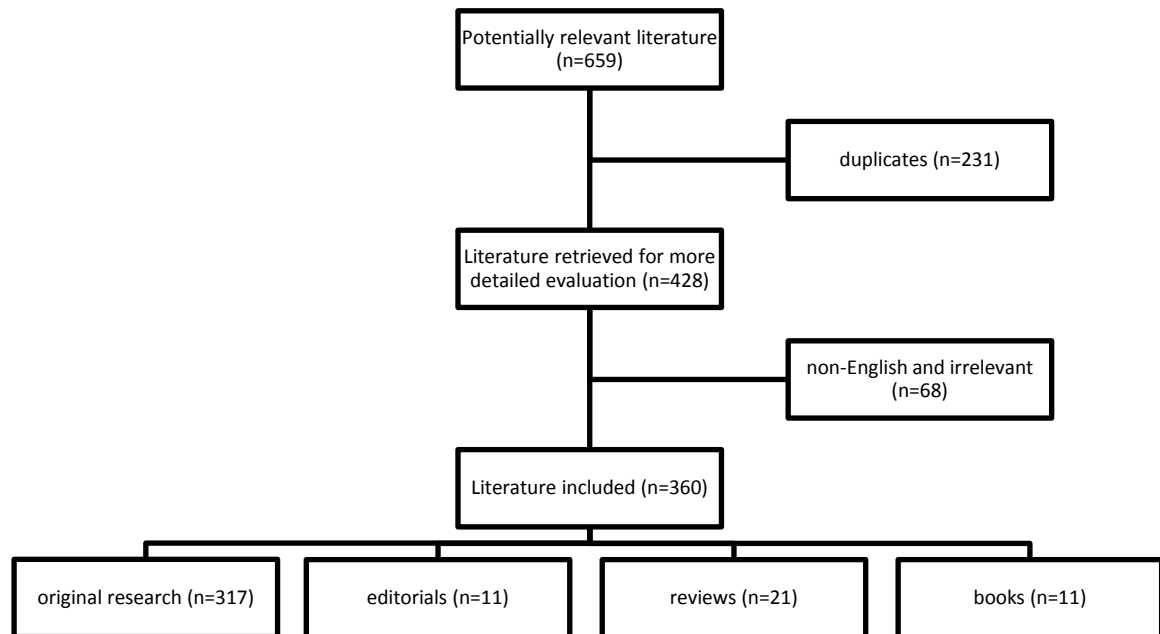 Potentially relevant literature
(n=659)
duplicates (n=231)
Literature retrieved for more
detailed evaluation (n=428)
non-English and irrelevant
(n=68)
Literature included (n=360)
original research (n=317)
editorials (n=11)
reviews (n=21)
books (n=11)